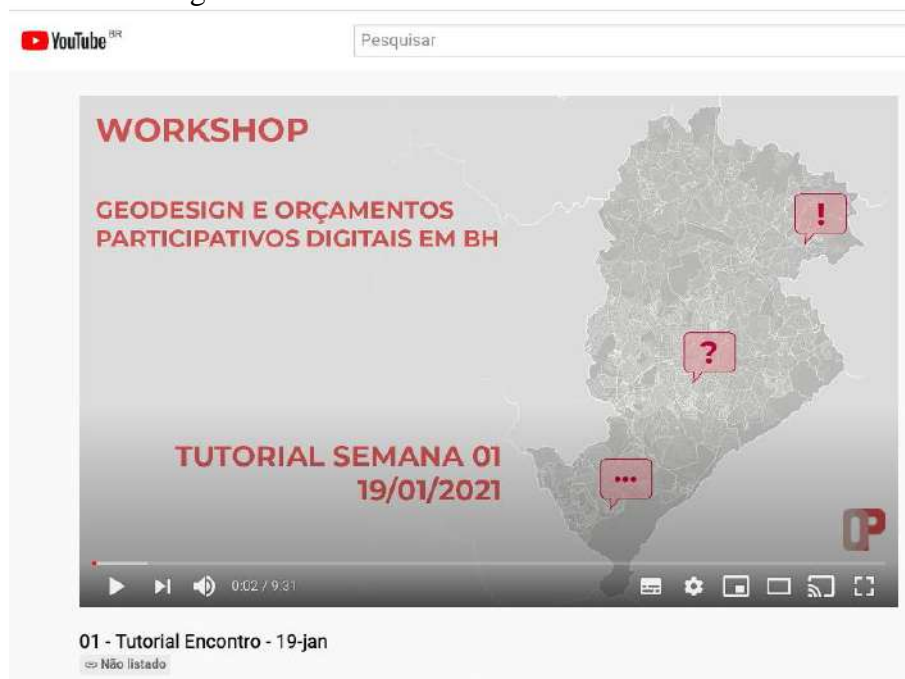 YouTube BR
Pesquisar
WORKSHOP
GEODESIGN E ORÇAMENTOS
PARTICIPATIVOS DIGITAIS EM BH
!
?
...
TUTORIAL SEMANA 01
19/01/2021
OP
0:02 / 9:31
01 - Tutorial Encontro - 19-jan
Não listado